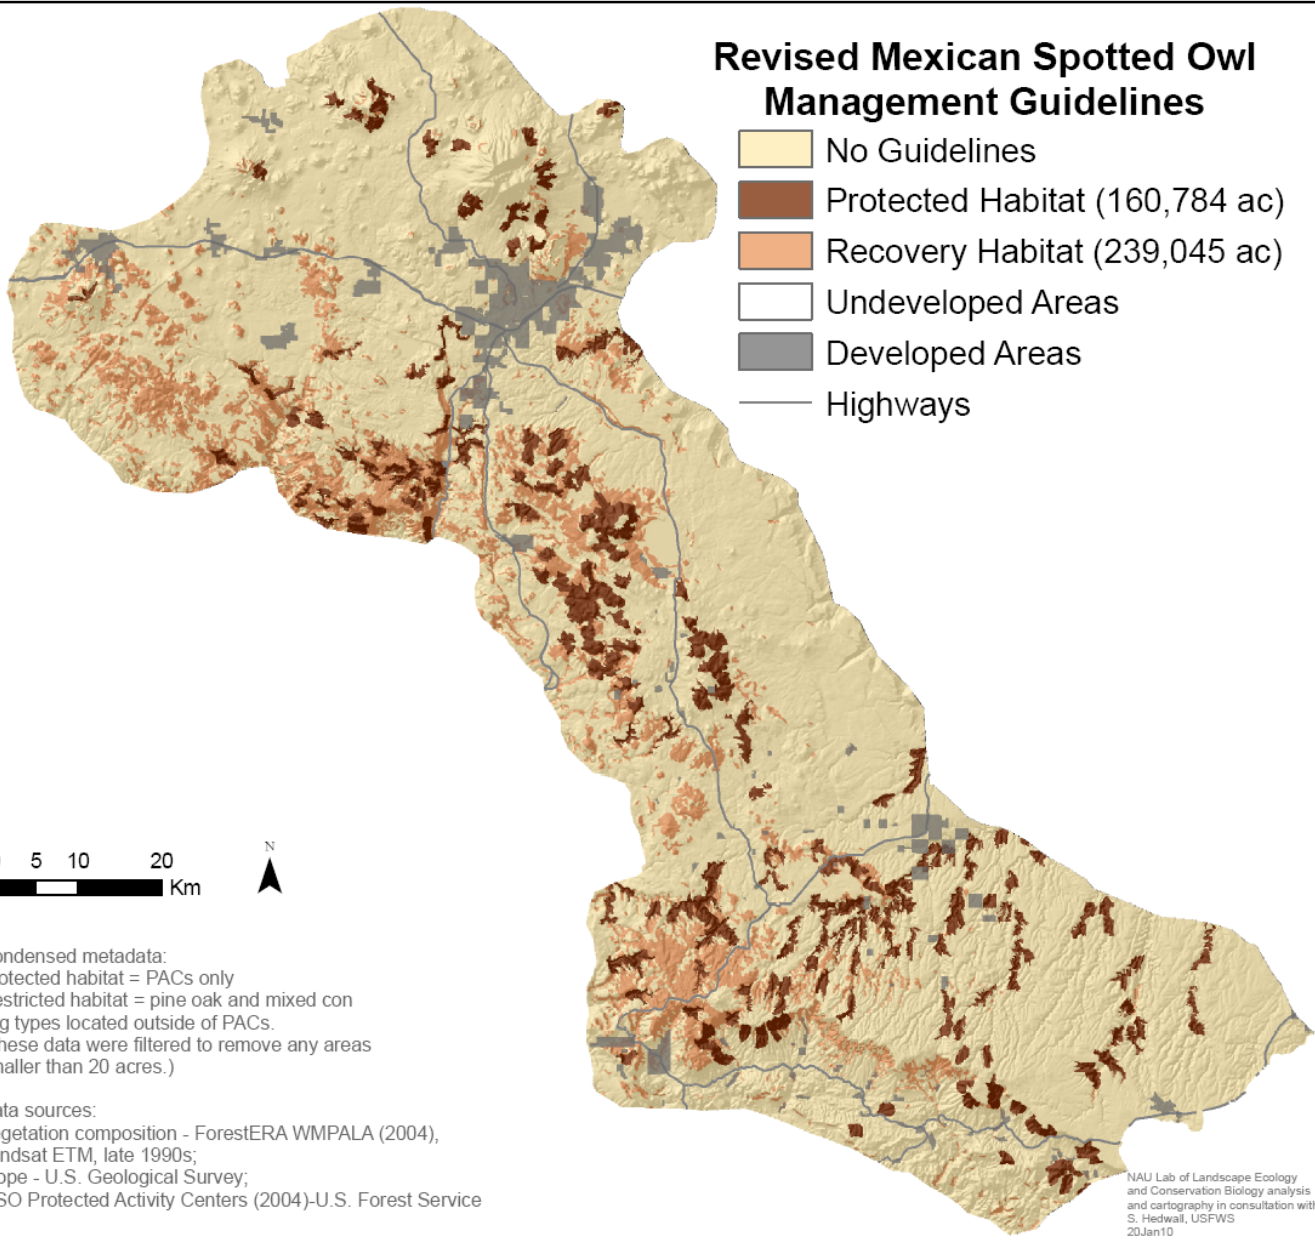 Revised Mexican Spotted Owl
Management Guidelines
No Guidelines
Protected Habitat (160,784 ac)
Recovery Habitat (239,045 ac)
Undeveloped Areas
Developed Areas
Highways
5 10 20
Km
N
ondensed metadata:
otected habitat = PACs only
estricted habitat = pine oak and mixed con
g types located outside of PACs.
hese data were filtered to remove any areas
naller than 20 acres.)
ata sources:
egetation composition - ForestERA WMPALA (2004),
ndsat ETM, late 1990s;
ope - U.S. Geological Survey;
SO Protected Activity Centers (2004)-U.S. Forest Service
NAU Lab of Landscape Ecology
and Conservation Biology analysis
and cartography in consultation with
S. Hedwall, USFWS
20Jan10